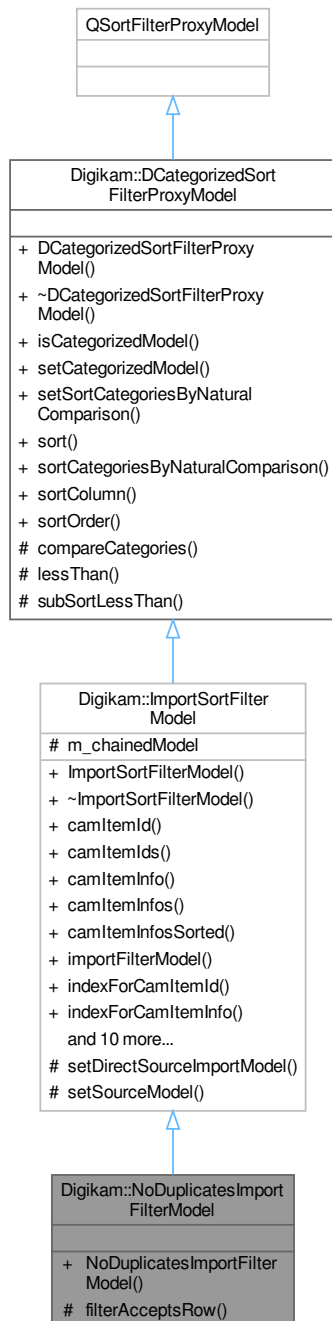 QSortFilterProxyModel
Digikam::DCategorizedSort
FilterProxyModel
+ DCategorizedSortFilterProxy
Model()
+ ~DCategorizedSortFilterProxy
Model()
+ isCategorizedModel()
+ setCategorizedModel()
+ setSortCategoriesByNatural
Comparison()
+ sort()
+ sortCategoriesByNaturalComparison()
+ sortColumn()
+ sortOrder()
# compareCategories()
# lessThan()
# subSortLessThan()
Digikam::ImportSortFilter
Model
# m_chainedModel
+ ImportSortFilterModel()
+ ~ImportSortFilterModel()
+ camItemId()
+ camItemIds()
+ camItemInfo()
+ camItemInfos()
+ camItemInfosSorted()
+ importFilterModel()
+ indexForCamItemId()
+ indexForCamItemInfo()
and 10 more...
# setDirectSourceImportModel()
# setSourceModel()
Digikam::NoDuplicatesImport
FilterModel
+ NoDuplicatesImportFilter
Model()
# filterAcceptsRow()